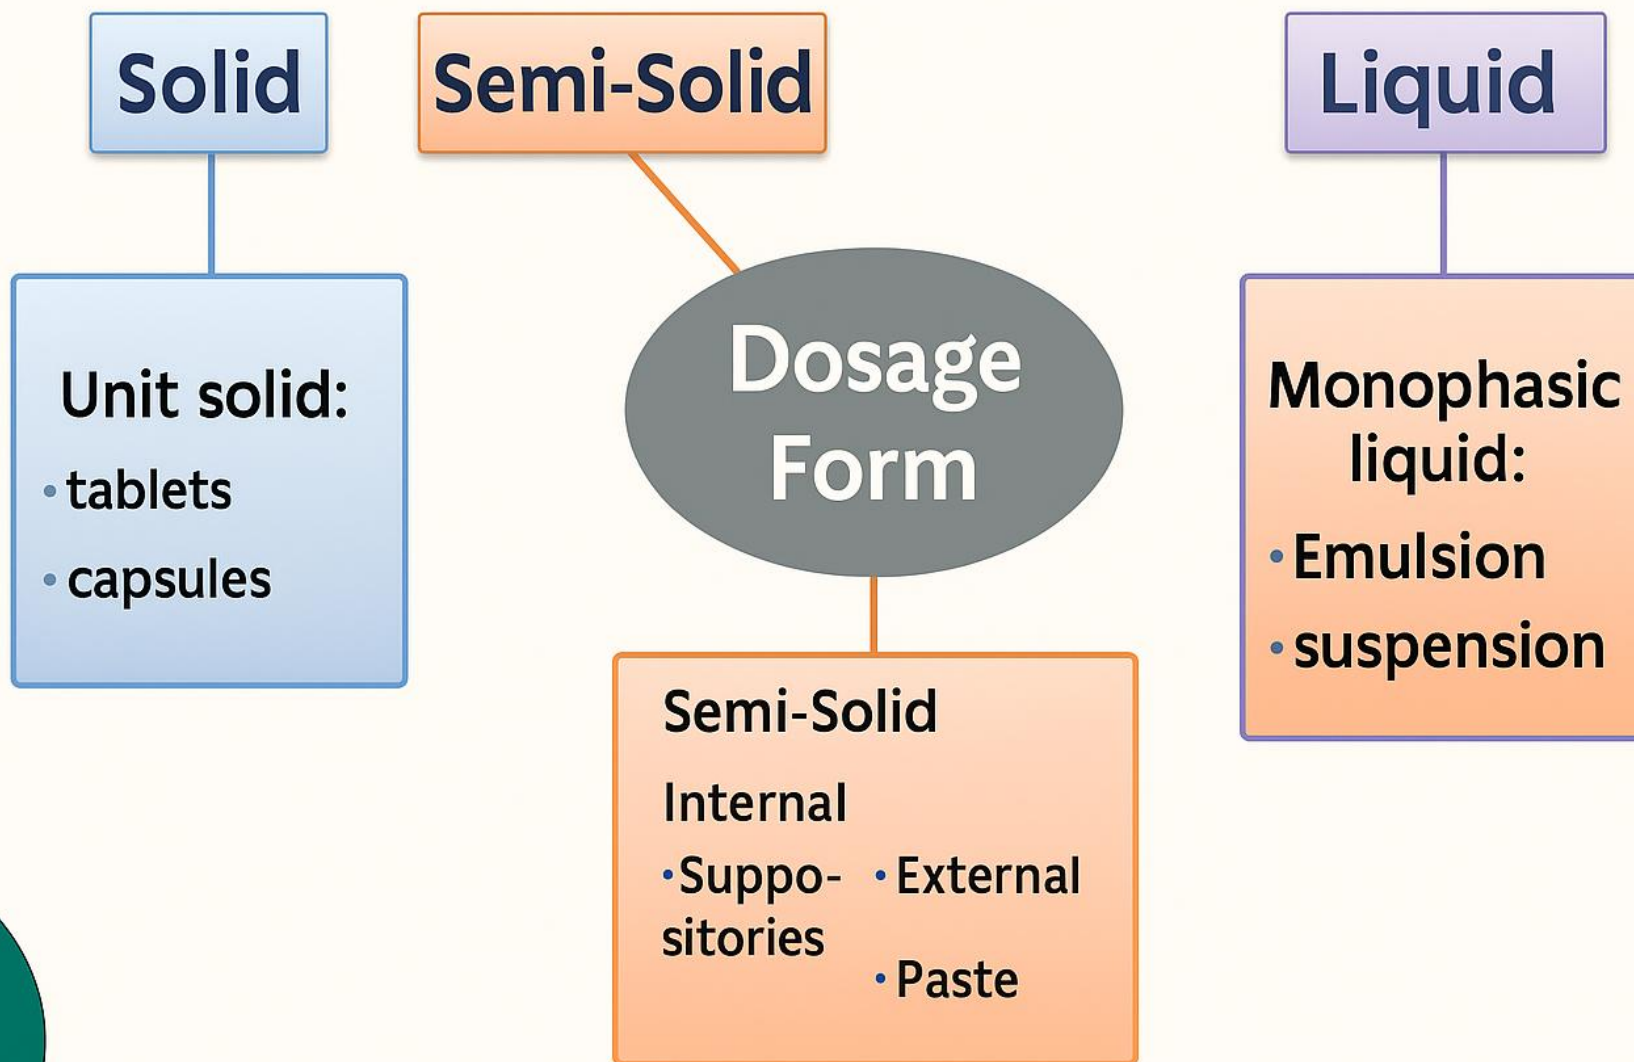 Solid
Semi-Solid
Liquid
Unit solid:
• tablets
• capsules
Dosage
Form
Monophasic
liquid:
• Emulsion
• suspension
Semi-Solid
Internal
• Suppo-
sitories
• External
• Paste